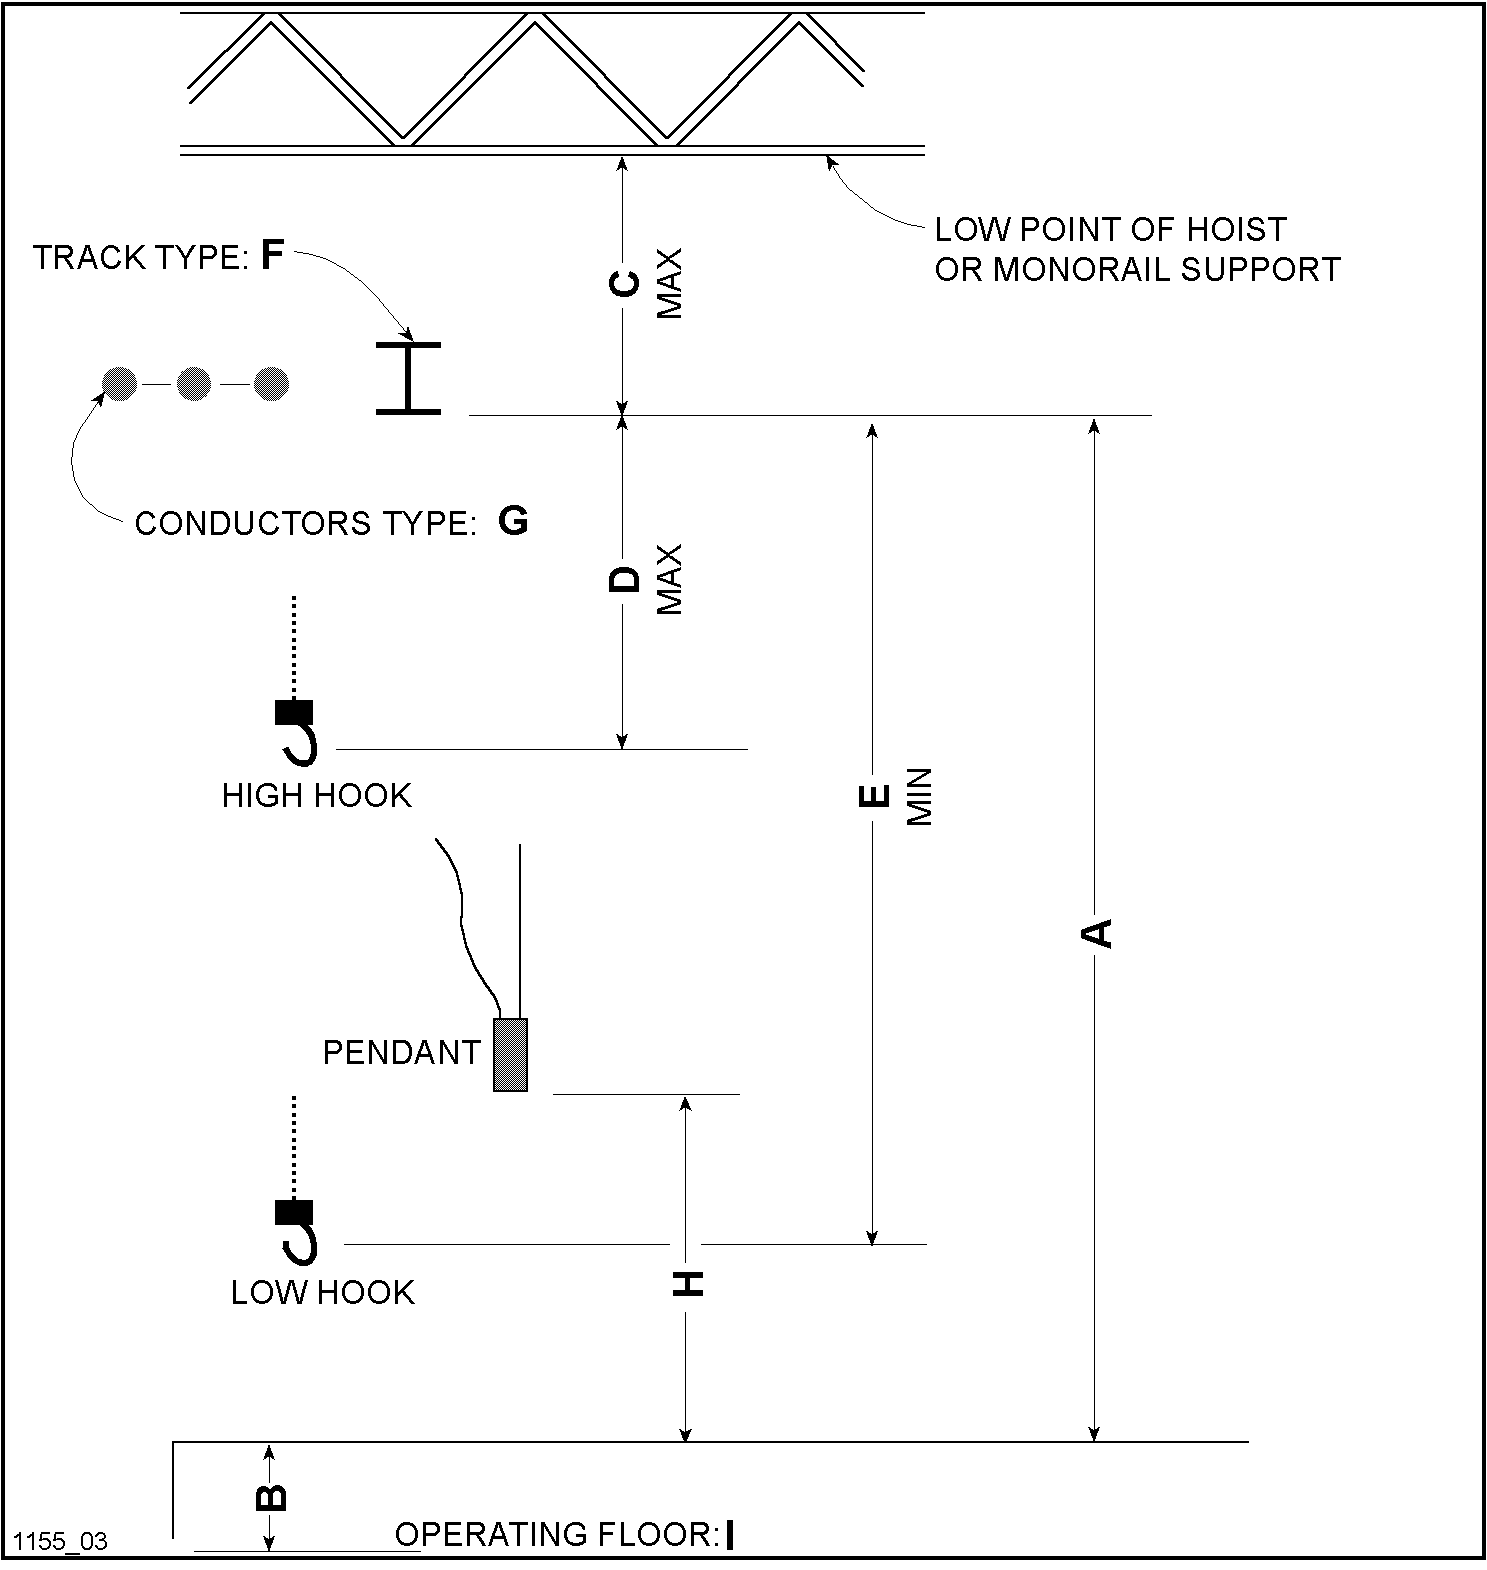 LOW POINT OF HOIST
OR MONORAIL SUPPORT
TRACK TYPE: F
C
MAX
CONDUCTORS TYPE: G
D
MAX
HIGH HOOK
E
MIN
A
PENDANT
H
LOW HOOK
B
OPERATING FLOOR: I
1155_03